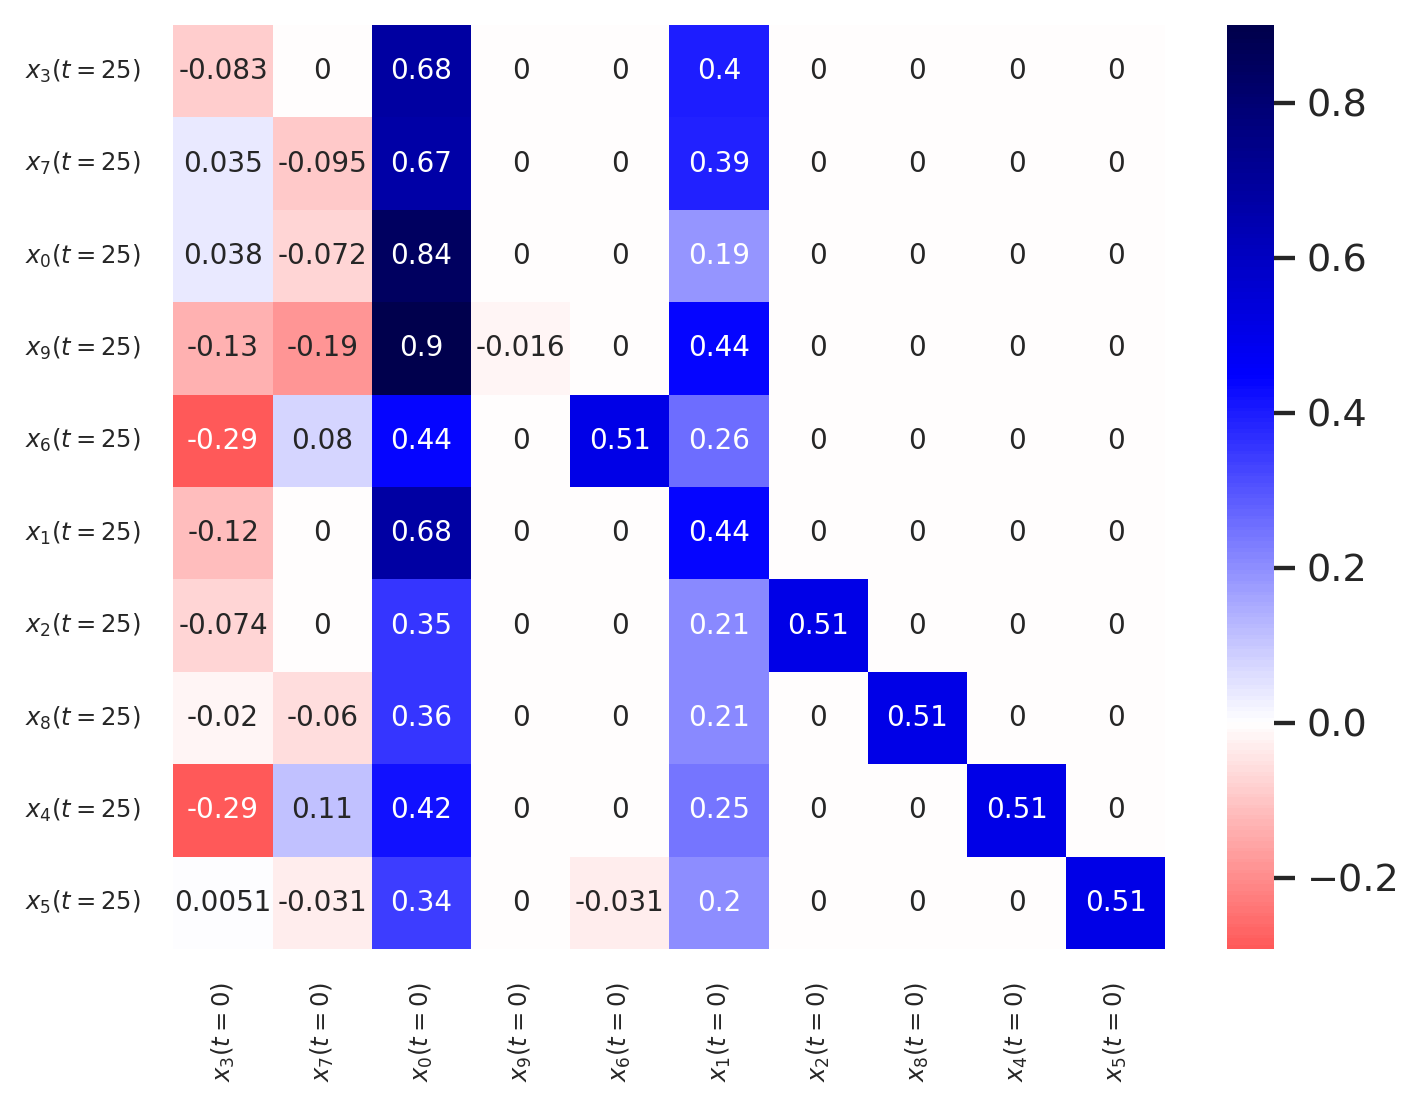 x₃(t = 25) -0.083 0 0.68 0 0 0.4 0 0 0 0
x₇(t = 25) 0.035 -0.095 0.67 0 0 0.39 0 0 0 0
x₀(t = 25) 0.038 -0.072 0.84 0 0 0.19 0 0 0 0
x₉(t = 25) -0.13 -0.19 0.9 -0.016 0 0.44 0 0 0 0
x₆(t = 25) -0.29 0.08 0.44 0 0.51 0.26 0 0 0 0
x₁(t = 25) -0.12 0 0.68 0 0 0.44 0 0 0 0
x₂(t = 25) -0.074 0 0.35 0 0 0.21 0.51 0 0 0
x₈(t = 25) -0.02 -0.06 0.36 0 0 0.21 0 0.51 0 0
x₄(t = 25) -0.29 0.11 0.42 0 0 0.25 0 0 0.51 0
x₅(t = 25) 0.0051 -0.031 0.34 0 -0.031 0.2 0 0 0 0.51
x₃(t = 0) x₇(t = 0) x₀(t = 0) x₉(t = 0) x₆(t = 0) x₁(t = 0) x₂(t = 0) x₈(t = 0) x₄(t = 0) x₅(t = 0)
0.8
0.6
0.4
0.2
0.0
−0.2